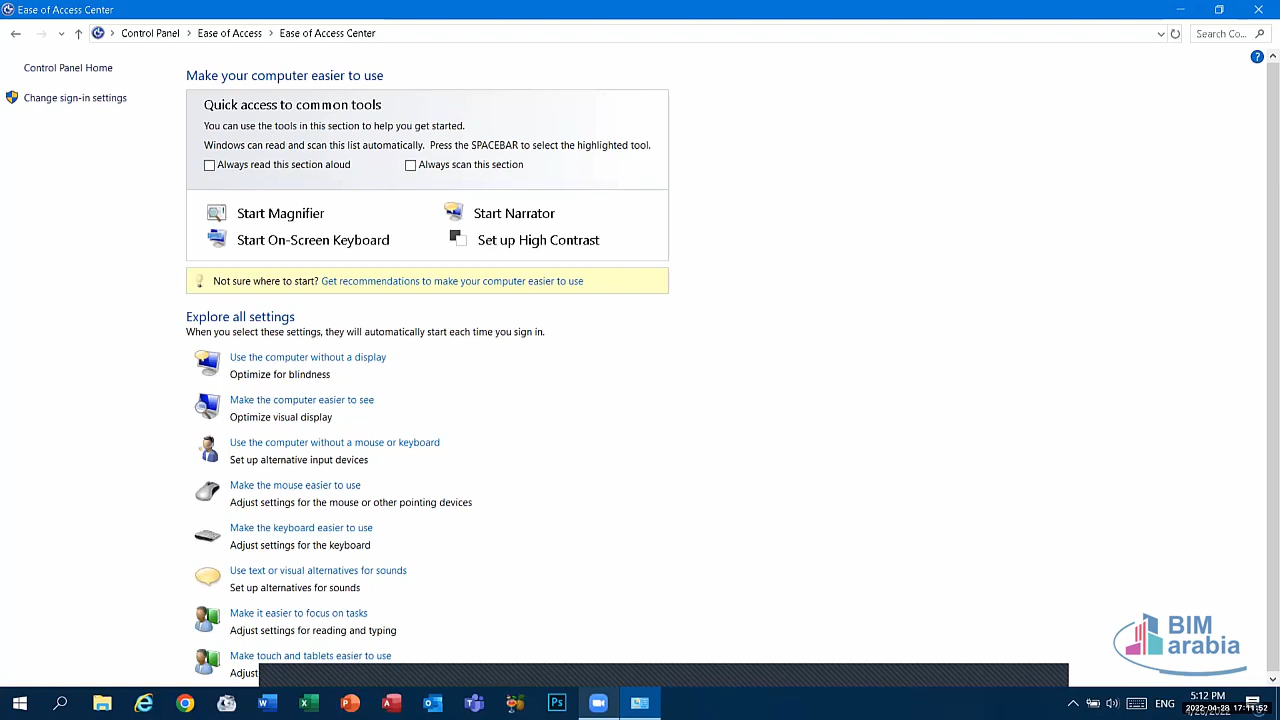 Ease of Access Center
Control Panel > Ease of Access > Ease of Access Center
Search Co...
Control Panel Home
Change sign-in settings
Make your computer easier to use
Quick access to common tools
You can use the tools in this section to help you get started.
Windows can read and scan this list automatically. Press the SPACEBAR to select the highlighted tool.
Always read this section aloud
Always scan this section
Start Magnifier
Start Narrator
Start On-Screen Keyboard
Set up High Contrast
Not sure where to start? Get recommendations to make your computer easier to use
Explore all settings
When you select these settings, they will automatically start each time you sign in.
Use the computer without a display
Optimize for blindness
Make the computer easier to see
Optimize visual display
Use the computer without a mouse or keyboard
Set up alternative input devices
Make the mouse easier to use
Adjust settings for the mouse or other pointing devices
Make the keyboard easier to use
Adjust settings for the keyboard
Use text or visual alternatives for sounds
Set up alternatives for sounds
Make it easier to focus on tasks
Adjust settings for reading and typing
Make touch and tablets easier to use
Adjust
BIM
arabia
ENG
5:12 PM
2022-04-28 17:11:52